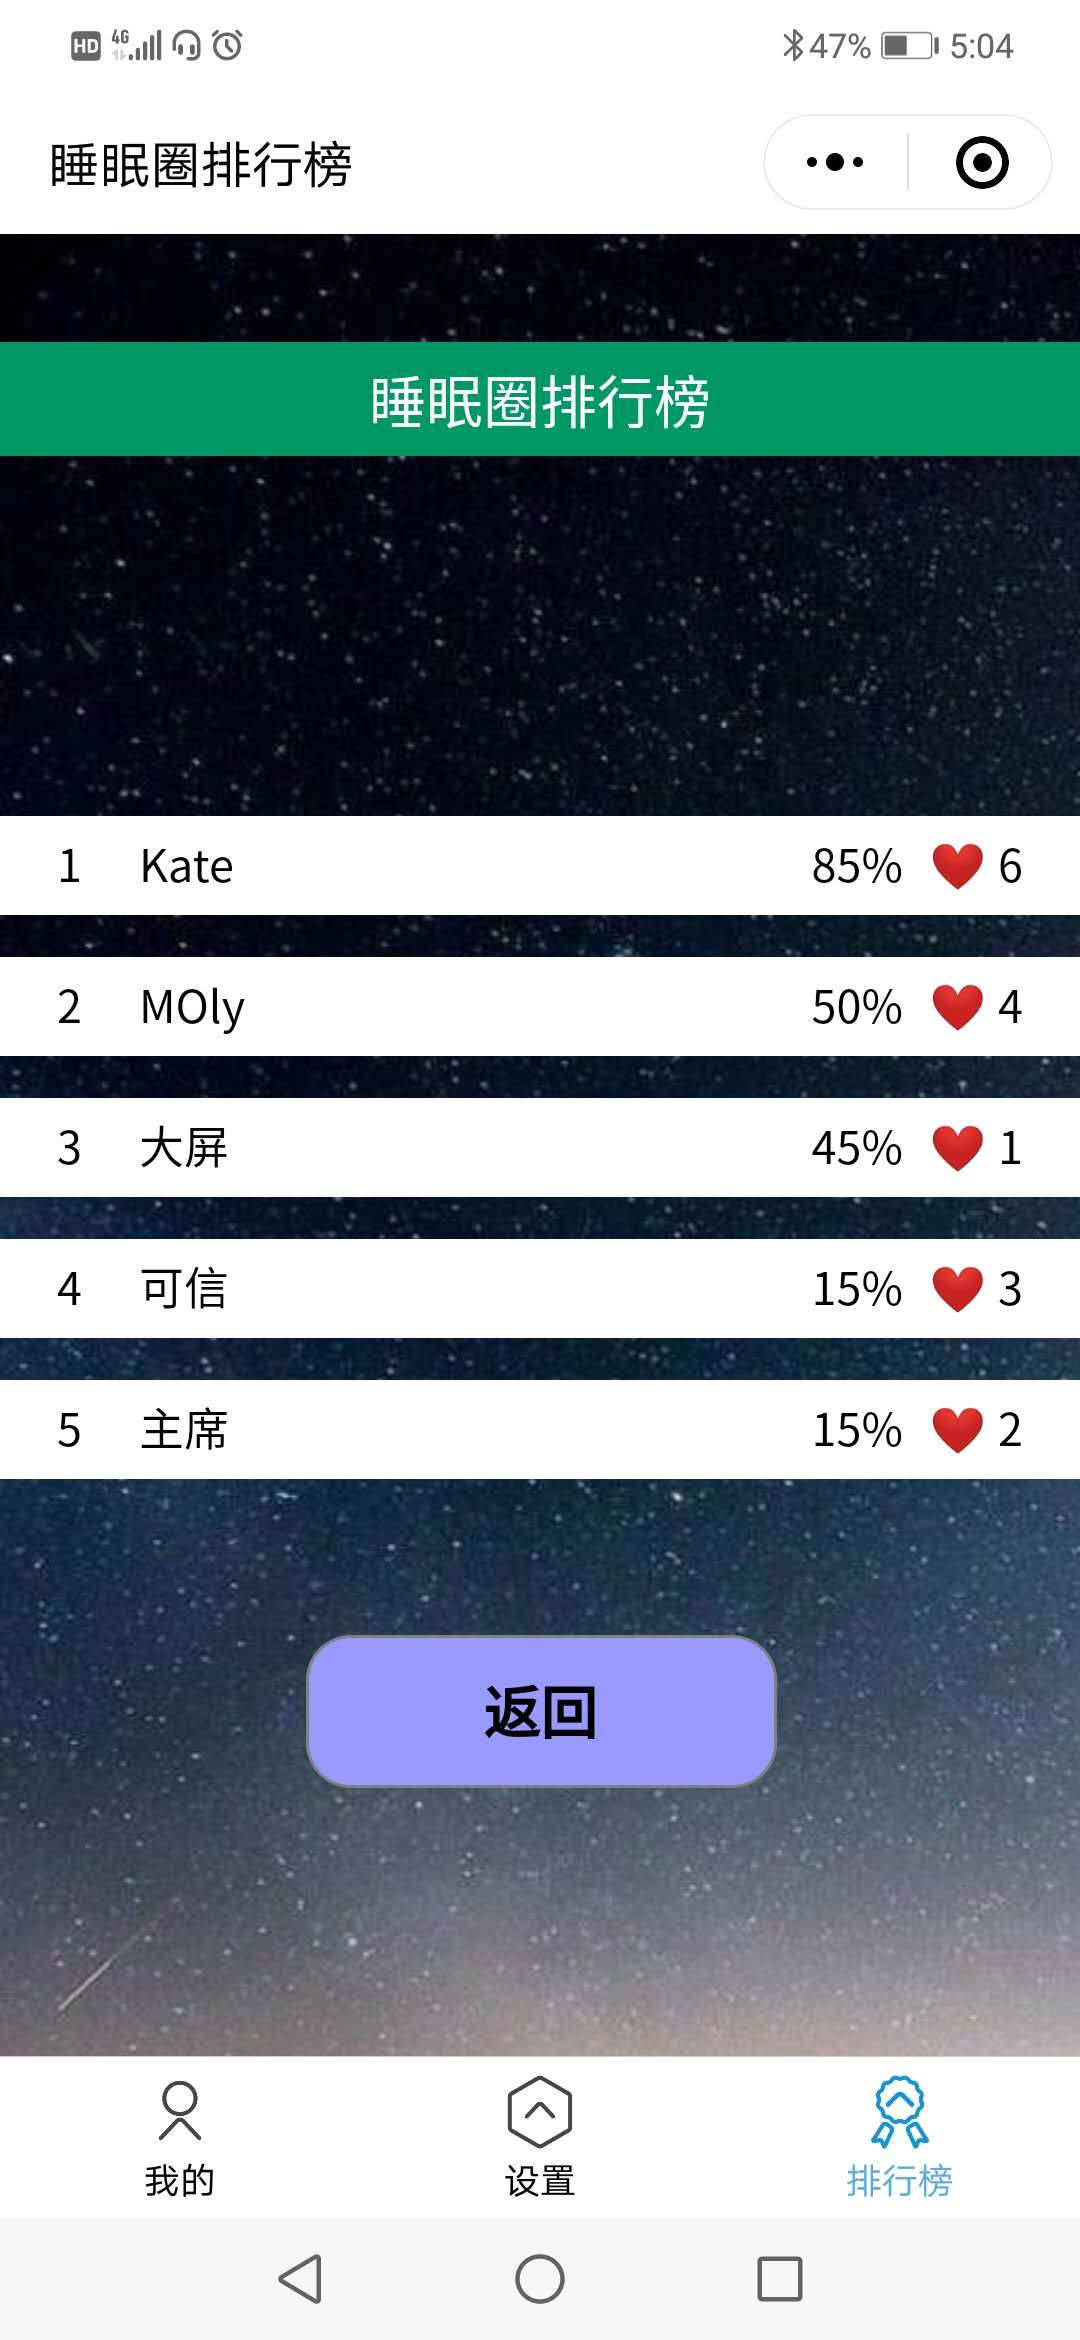 HD 4G 47% 5:04
睡眠圈排行榜
睡眠圈排行榜
1 Kate 85% ❤ 6
2 MOly 50% ❤ 4
3 大屏 45% ❤ 1
4 可信 15% ❤ 3
5 主席 15% ❤ 2
返回
我的 设置 排行榜